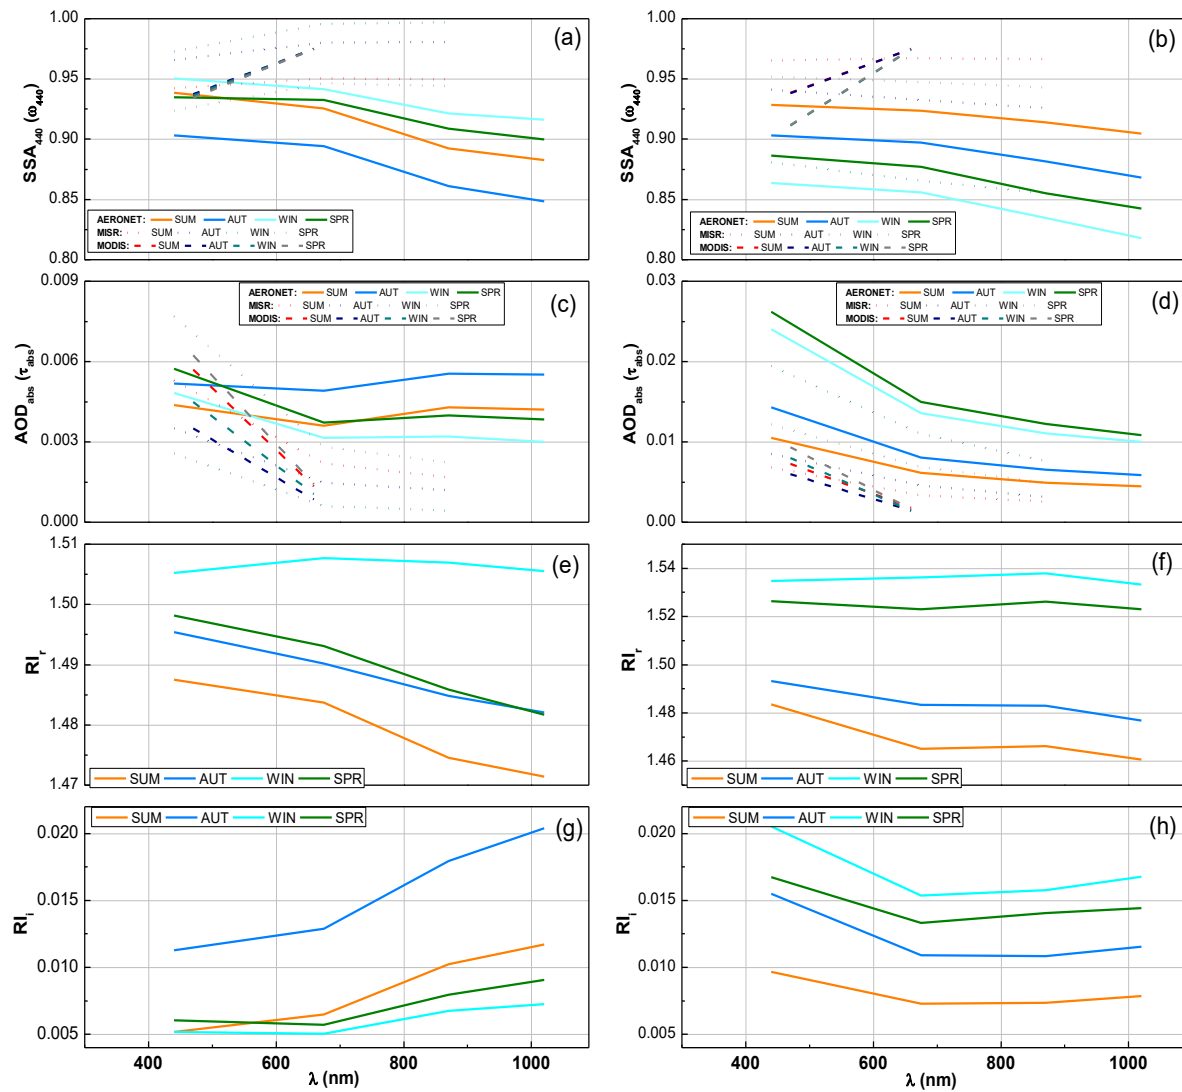 1.00
0.95
0.90
0.85
0.80
SSA440 (ω440)
(a)
AERONET: SUM AUT WIN SPR
MISR: SUM AUT WIN SPR
MODIS: SUM AUT WIN SPR
1.00
0.95
0.90
0.85
0.80
SSA440 (ω440)
(b)
AERONET: SUM AUT WIN SPR
MISR: SUM AUT WIN SPR
MODIS: SUM AUT WIN SPR
0.009
0.006
0.003
0.000
AODabs (τabs)
(c)
AERONET: SUM AUT WIN SPR
MISR: SUM AUT WIN SPR
MODIS: SUM AUT WIN SPR
0.03
0.02
0.01
0.00
AODabs (τabs)
(d)
AERONET: SUM AUT WIN SPR
MISR: SUM AUT WIN SPR
MODIS: SUM AUT WIN SPR
1.51
1.50
1.49
1.48
1.47
RIr
(e)
SUM AUT WIN SPR
1.54
1.52
1.50
1.48
1.46
RIr
(f)
SUM AUT WIN SPR
0.020
0.015
0.010
0.005
RIi
(g)
SUM AUT WIN SPR
400 600 800 1000
λ (nm)
0.020
0.015
0.010
0.005
RIi
(h)
SUM AUT WIN SPR
400 600 800 1000
λ (nm)